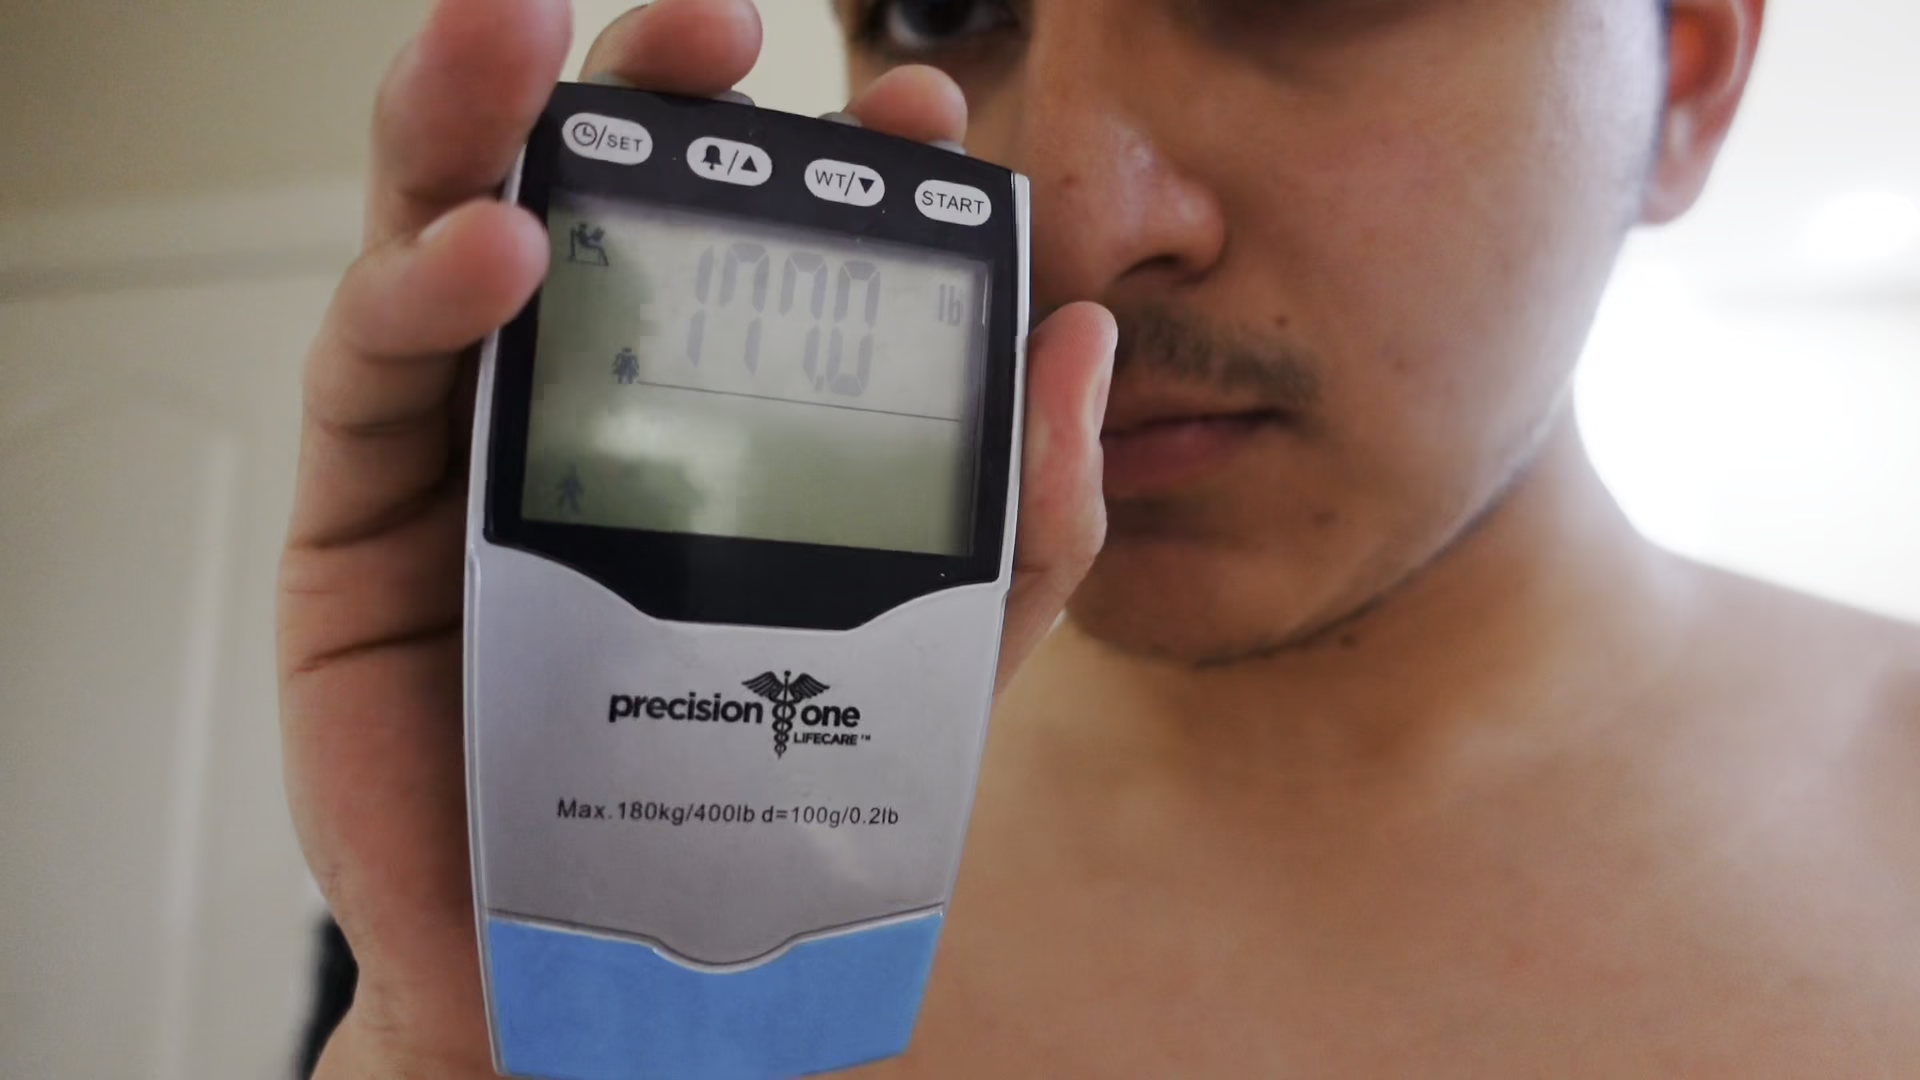 /SET
/▲
WT/▼
START
177.0 lb
precision one
LIFECARE™
Max.180kg/400lb d=100g/0.2lb